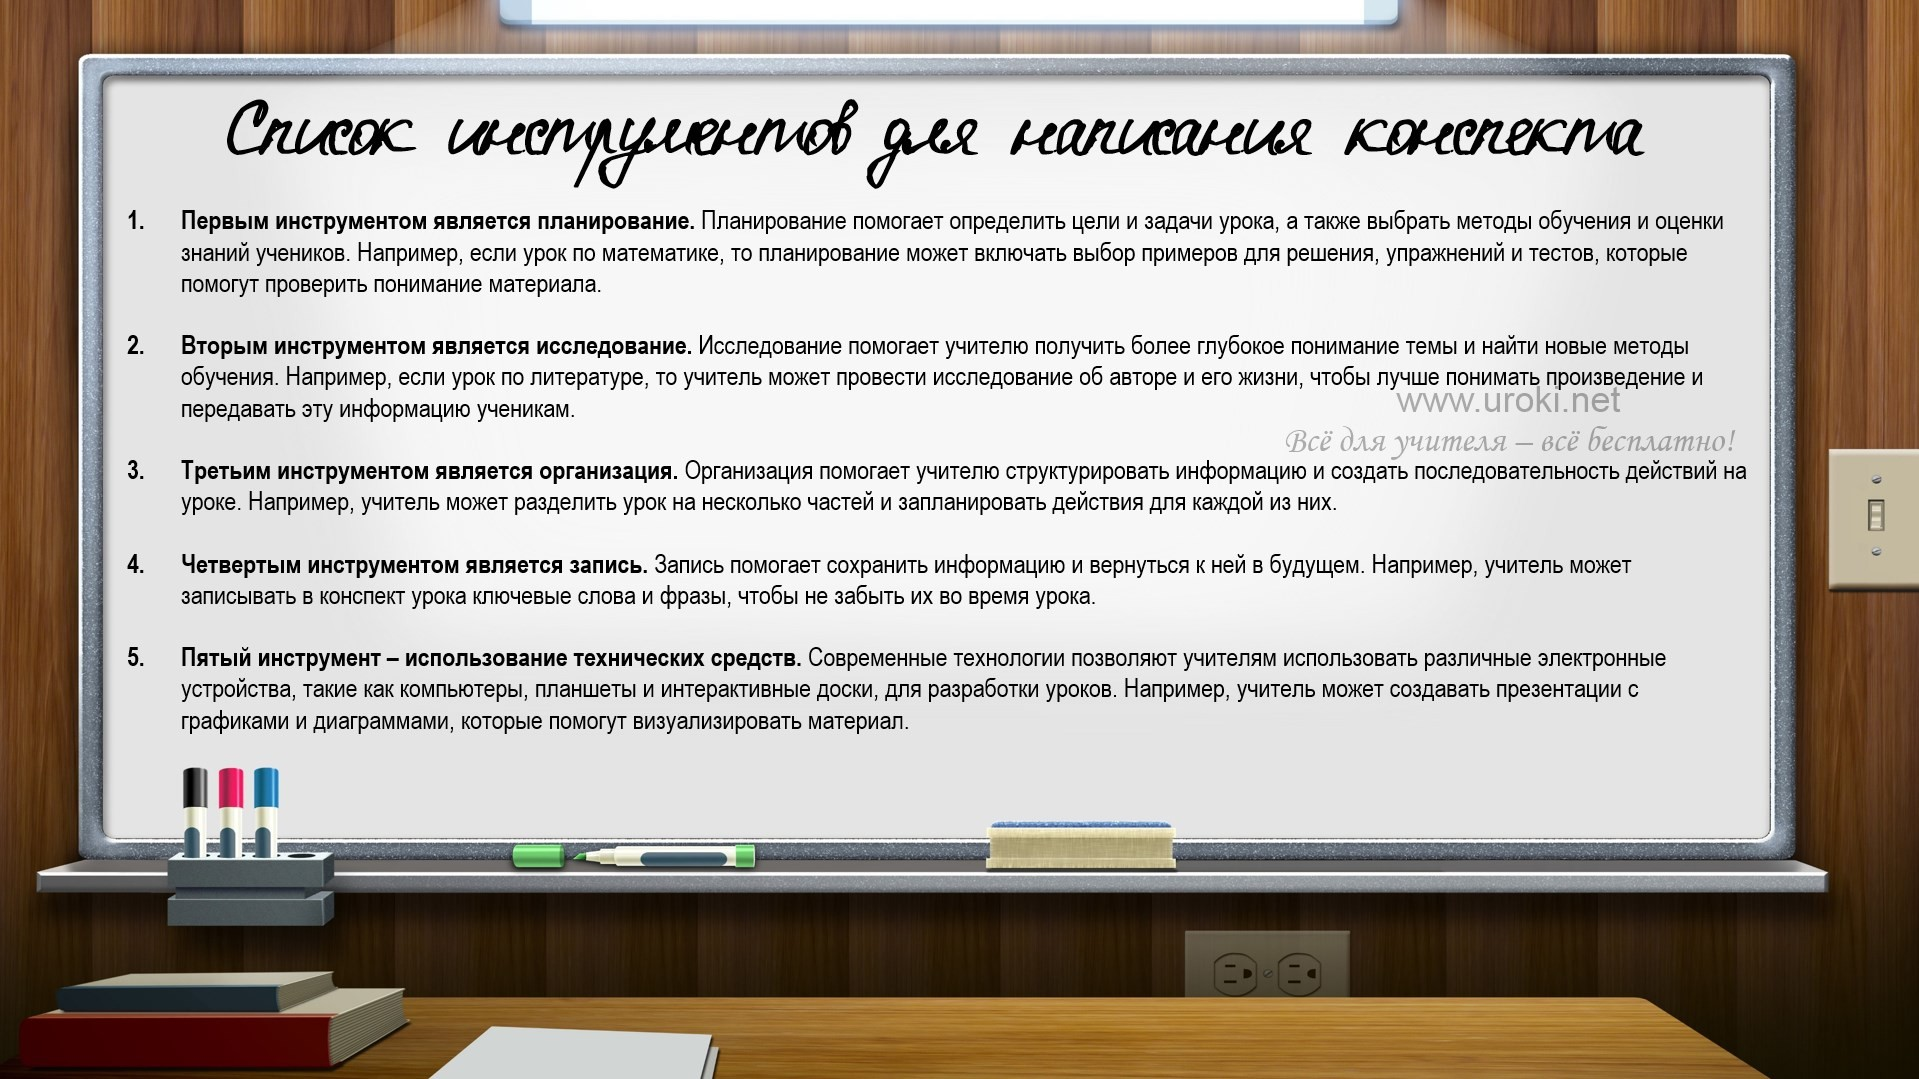 Список инструментов для написания конспекта
1. Первым инструментом является планирование. Планирование помогает определить цели и задачи урока, а также выбрать методы обучения и оценки
знаний учеников. Например, если урок по математике, то планирование может включать выбор примеров для решения, упражнений и тестов, которые
помогут проверить понимание материала.
2. Вторым инструментом является исследование. Исследование помогает учителю получить более глубокое понимание темы и найти новые методы
обучения. Например, если урок по литературе, то учитель может провести исследование об авторе и его жизни, чтобы лучше понимать произведение и
передавать эту информацию ученикам.
www.uroki.net
Всё для учителя – всё бесплатно!
3. Третьим инструментом является организация. Организация помогает учителю структурировать информацию и создать последовательность действий на
уроке. Например, учитель может разделить урок на несколько частей и запланировать действия для каждой из них.
4. Четвертым инструментом является запись. Запись помогает сохранить информацию и вернуться к ней в будущем. Например, учитель может
записывать в конспект урока ключевые слова и фразы, чтобы не забыть их во время урока.
5. Пятый инструмент – использование технических средств. Современные технологии позволяют учителям использовать различные электронные
устройства, такие как компьютеры, планшеты и интерактивные доски, для разработки уроков. Например, учитель может создавать презентации с
графиками и диаграммами, которые помогут визуализировать материал.